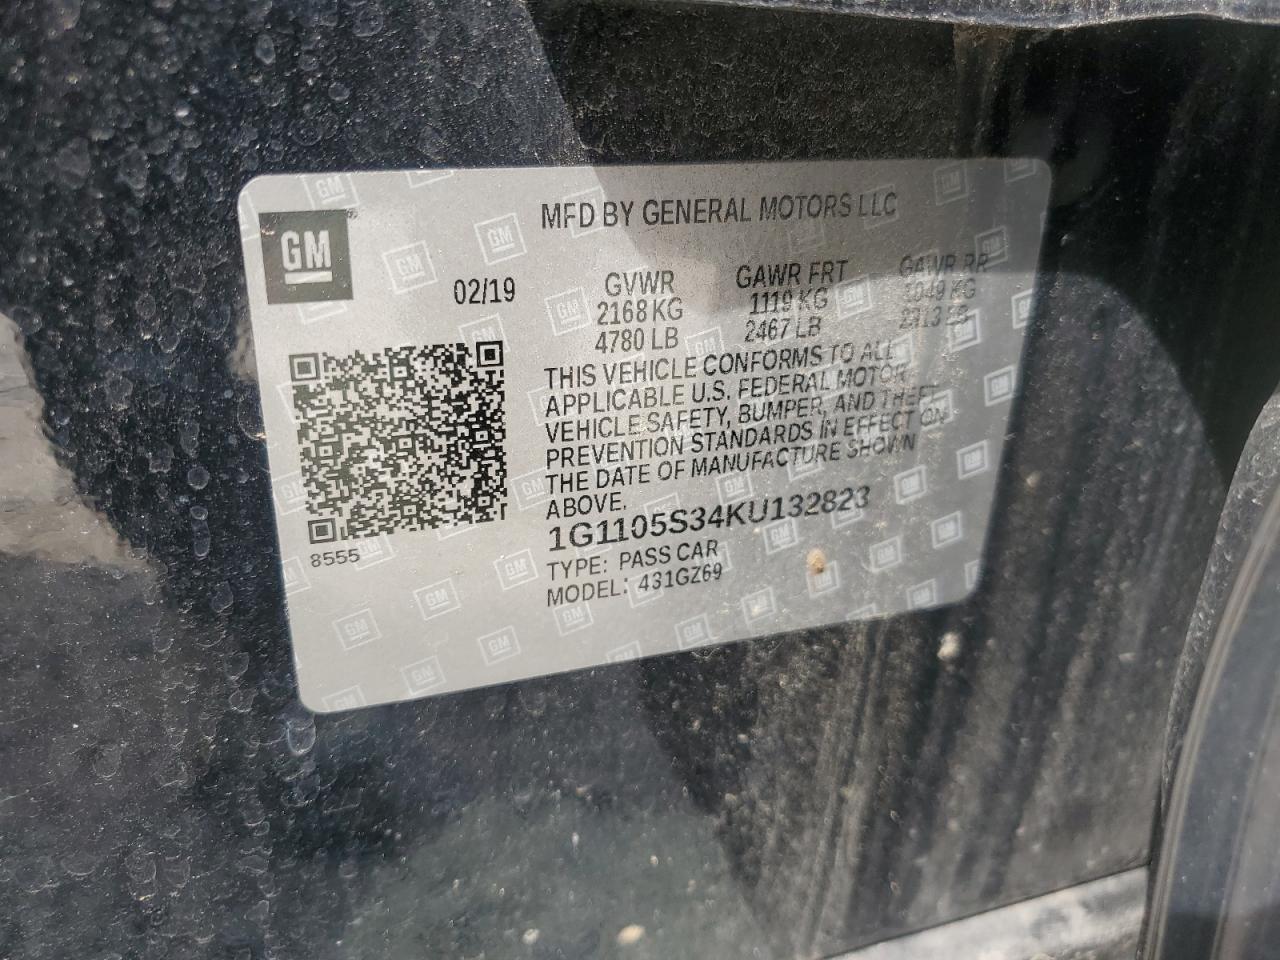 GM
MFD BY GENERAL MOTORS LLC
02/19
GVWR GAWR FRT GAWR RR
2168 KG 1119 KG 1049 KG
4780 LB 2467 LB 2313 LB
THIS VEHICLE CONFORMS TO ALL
APPLICABLE U.S. FEDERAL MOTOR
VEHICLE SAFETY, BUMPER, AND THEFT
PREVENTION STANDARDS IN EFFECT ON
THE DATE OF MANUFACTURE SHOWN
ABOVE.
1G1105S34KU132823
TYPE: PASS CAR
MODEL: 431GZ69
8555